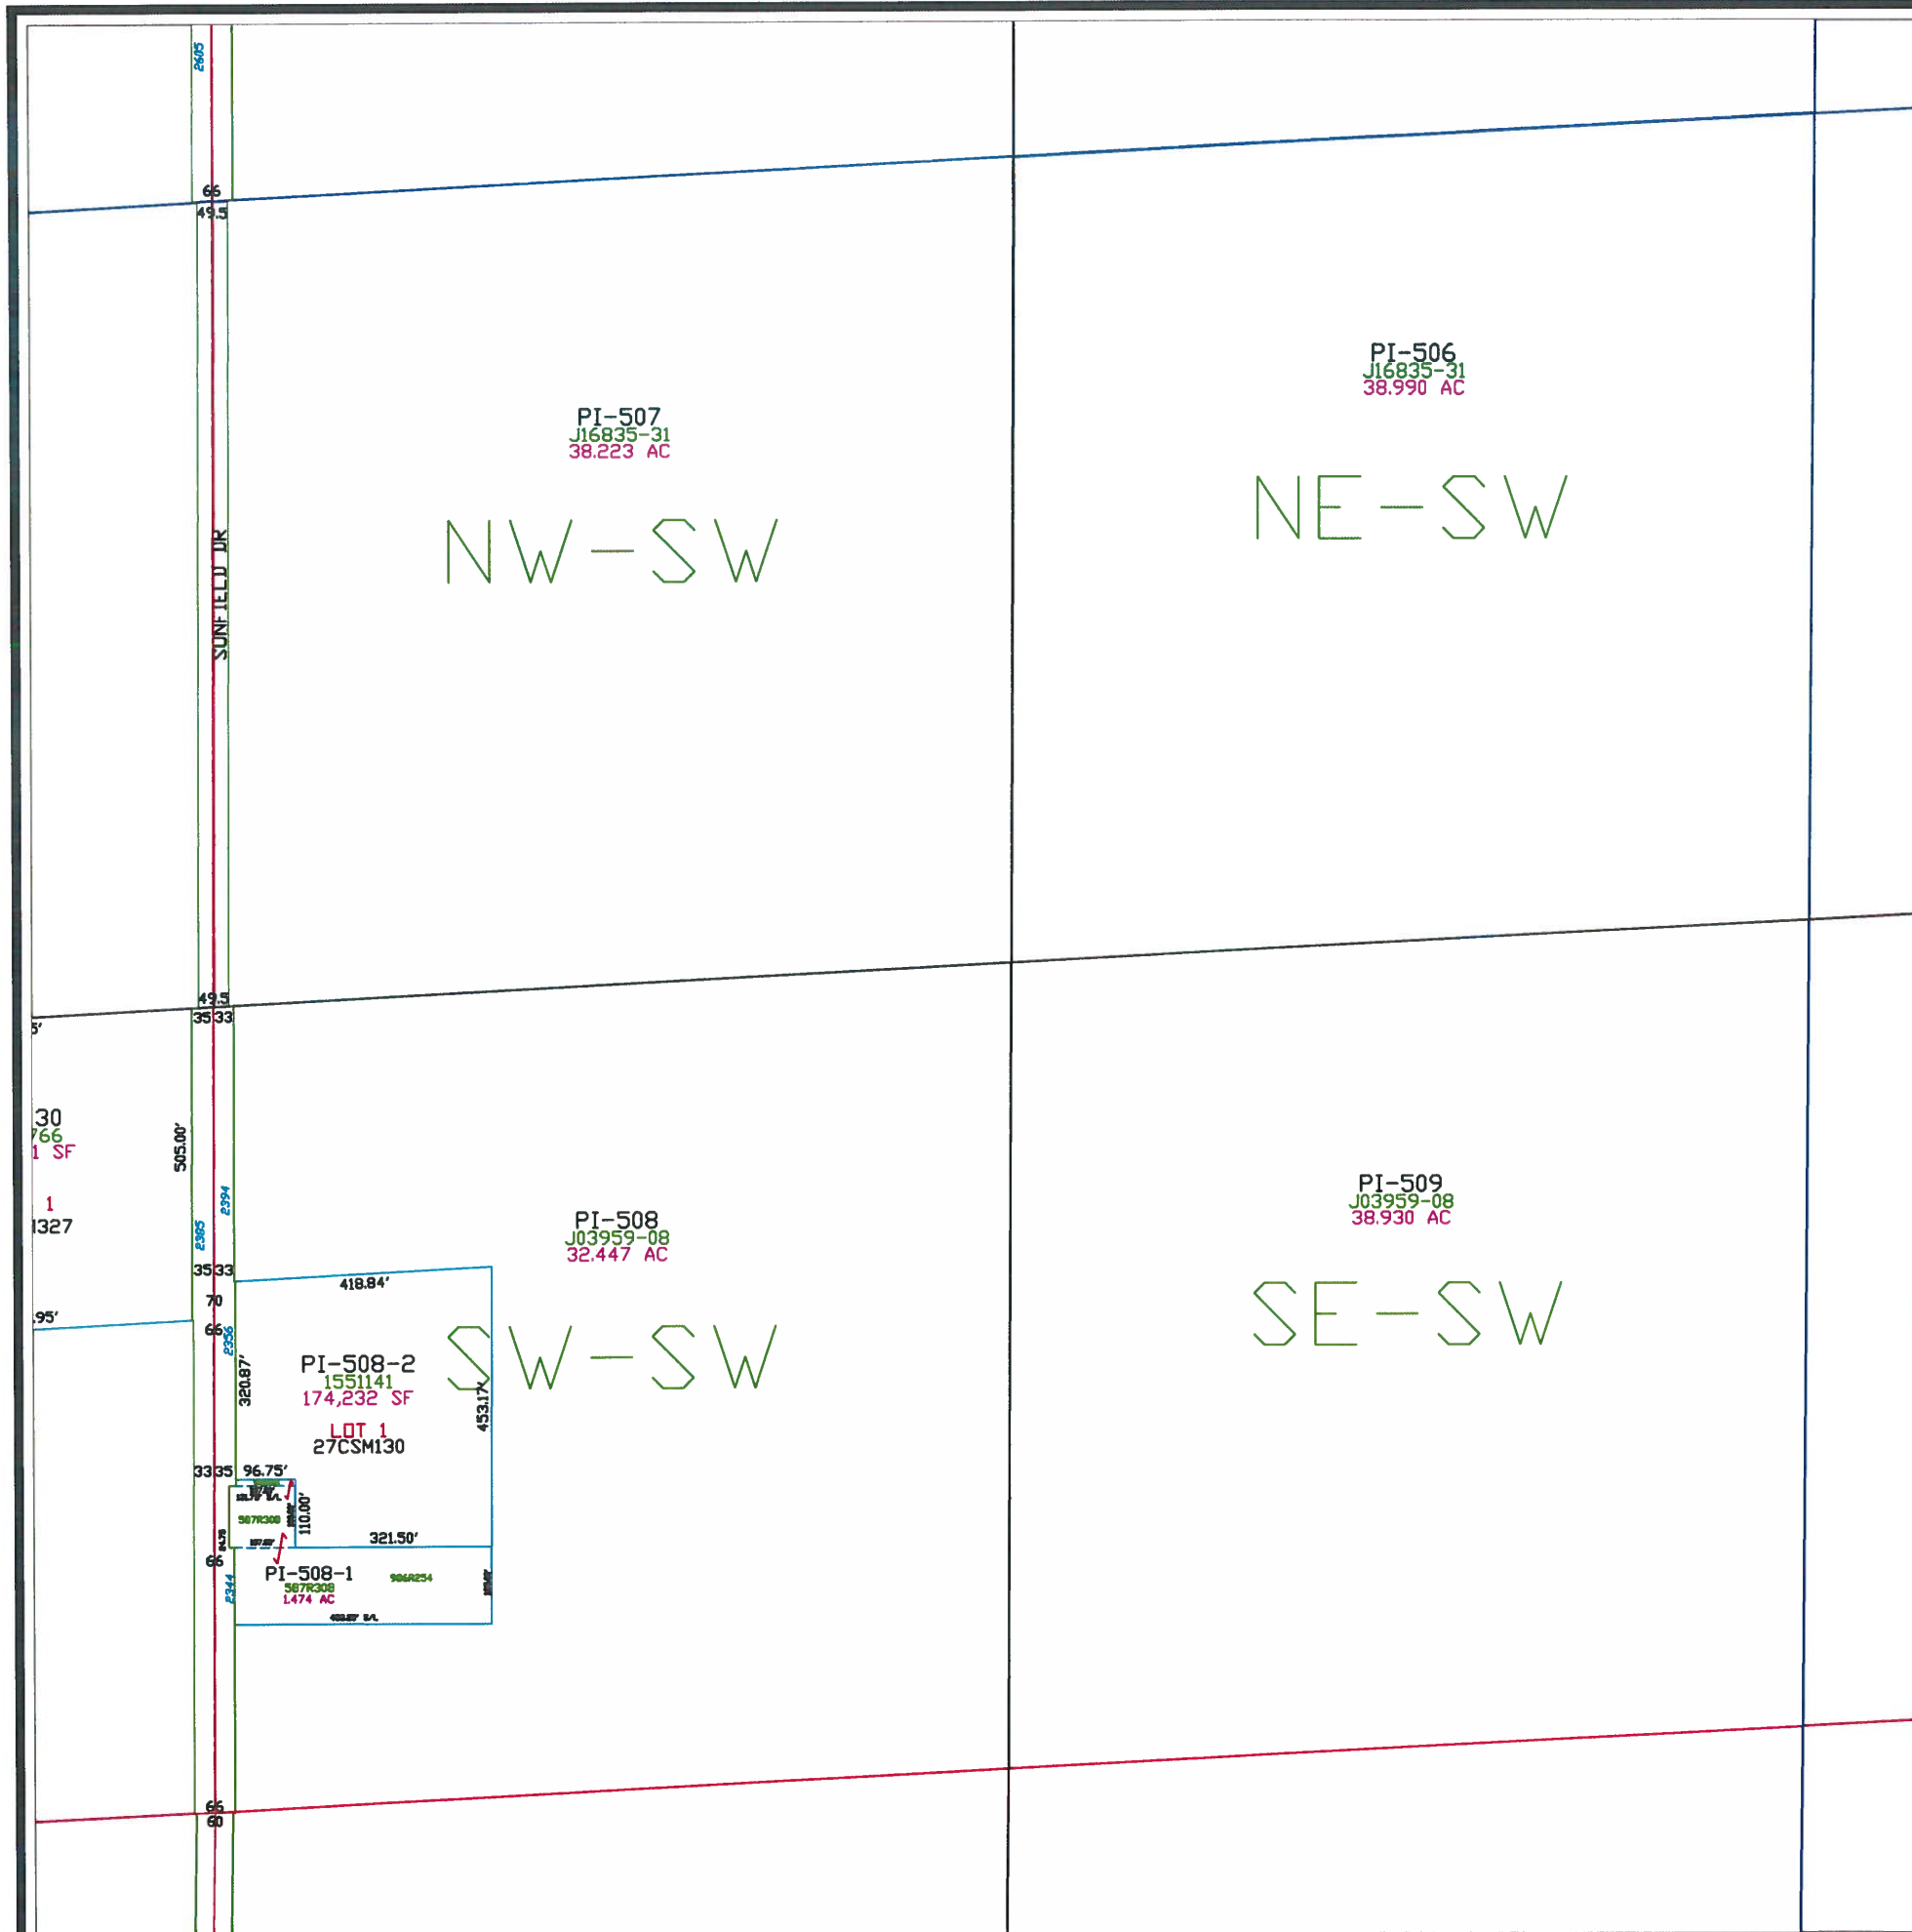 2605
66
49.5
PI-506
J16835-31
38.990 AC
PI-507
J16835-31
38.223 AC
NE-SW
NW-SW
SUNFIELD DR
49.5
35 33
5'
30
766
1 SF
505.00'
1
1327
2394
2385
PI-509
J03959-08
38.930 AC
PI-508
J03959-08
32.447 AC
35 33
418.84'
70
.95'
66
2356
SE-SW
SW-SW
320.87'
PI-508-2
1551141
174,232 SF
453.17'
LOT 1
27CSM130
33 35
96.75'
587R308
110.00'
321.50'
66
PI-508-1
587R308
1.474 AC
906R254
2344
66
60